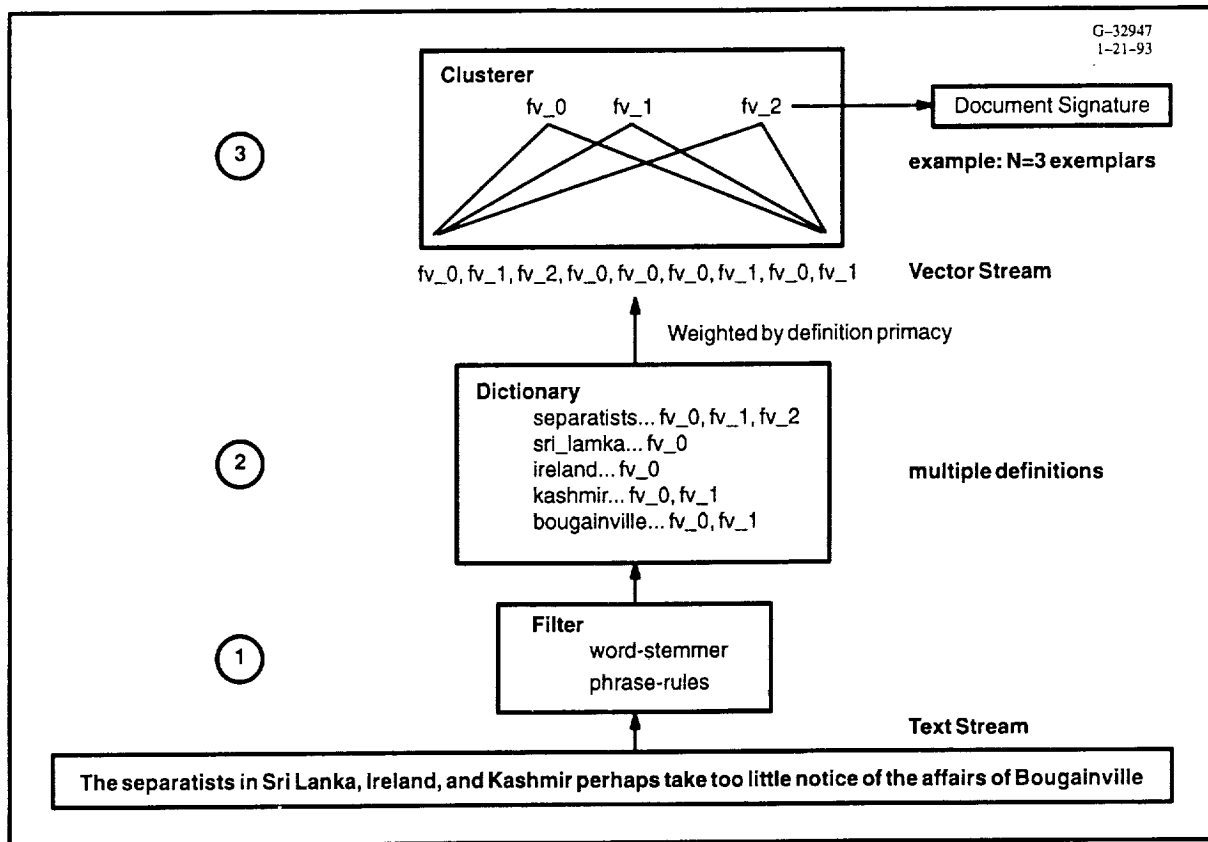 G-32947
1-21-93
Clusterer
fv_0 fv_1 fv_2
Document Signature
3
example: N=3 exemplars
fv_0, fv_1, fv_2, fv_0, fv_0, fv_0, fv_1, fv_0, fv_1
Vector Stream
Weighted by definition primacy
Dictionary
separatists... fv_0, fv_1, fv_2
sri_lamka... fv_0
ireland... fv_0
kashmir... fv_0, fv_1
bougainville... fv_0, fv_1
2
multiple definitions
Filter
word-stemmer
phrase-rules
1
Text Stream
The separatists in Sri Lanka, Ireland, and Kashmir perhaps take too little notice of the affairs of Bougainville